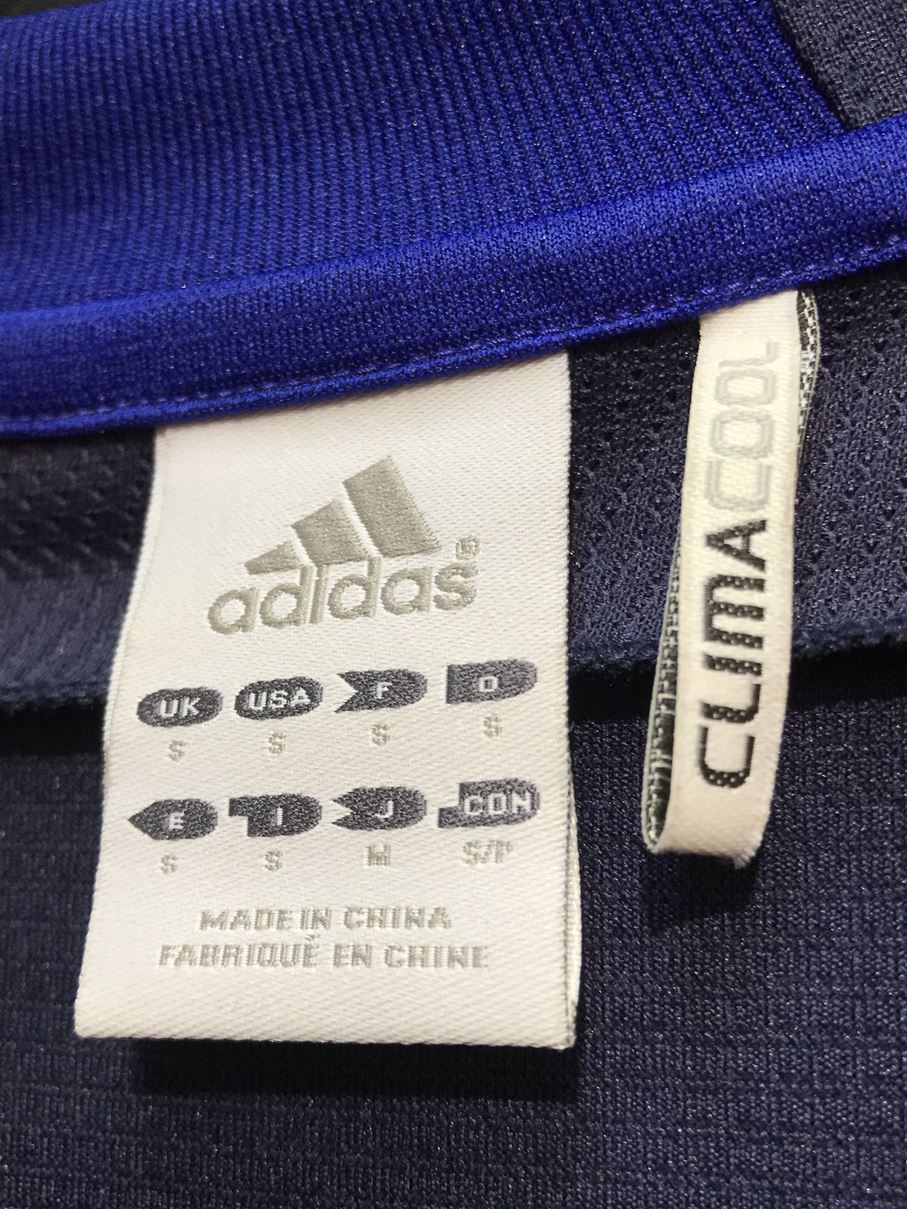 adidas®
UK USA F D
S S S S
E I J CON
S S M S/P
MADE IN CHINA
FABRIQUÉ EN CHINE
CLIMACOOL